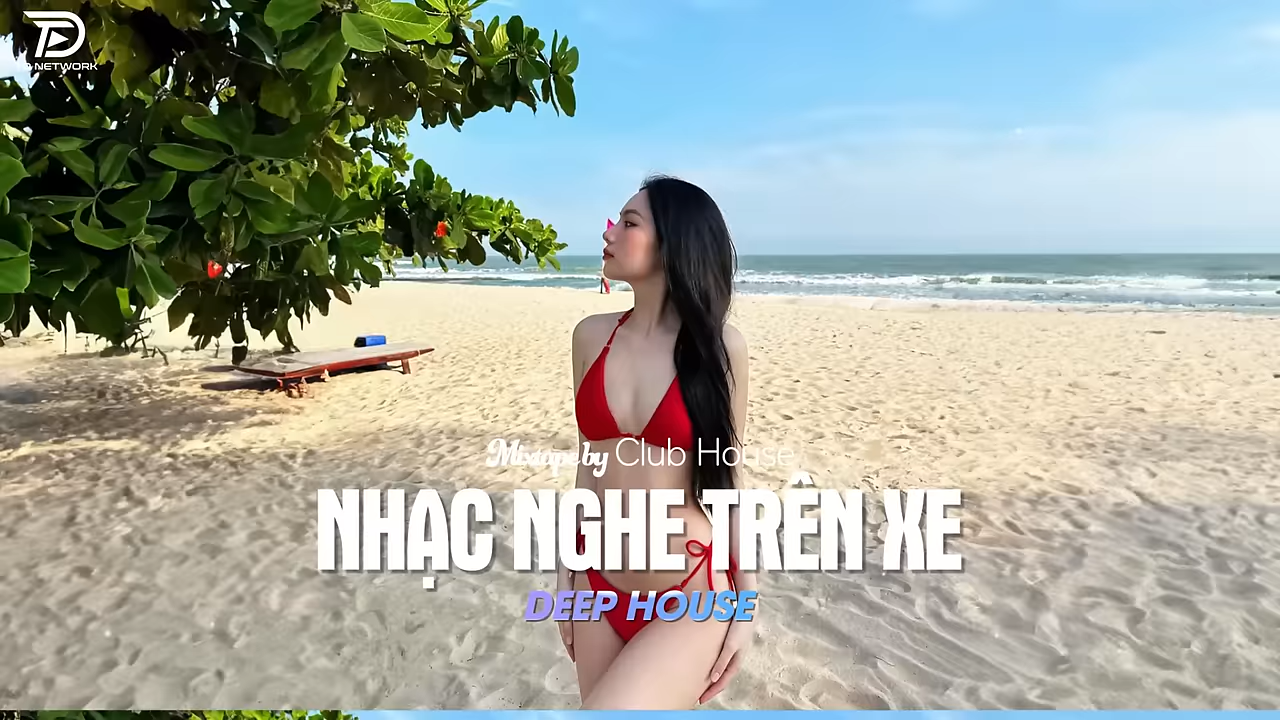 NETWORK
Mixtape by Club House
NHẠC NGHE TRÊN XE
DEEP HOUSE